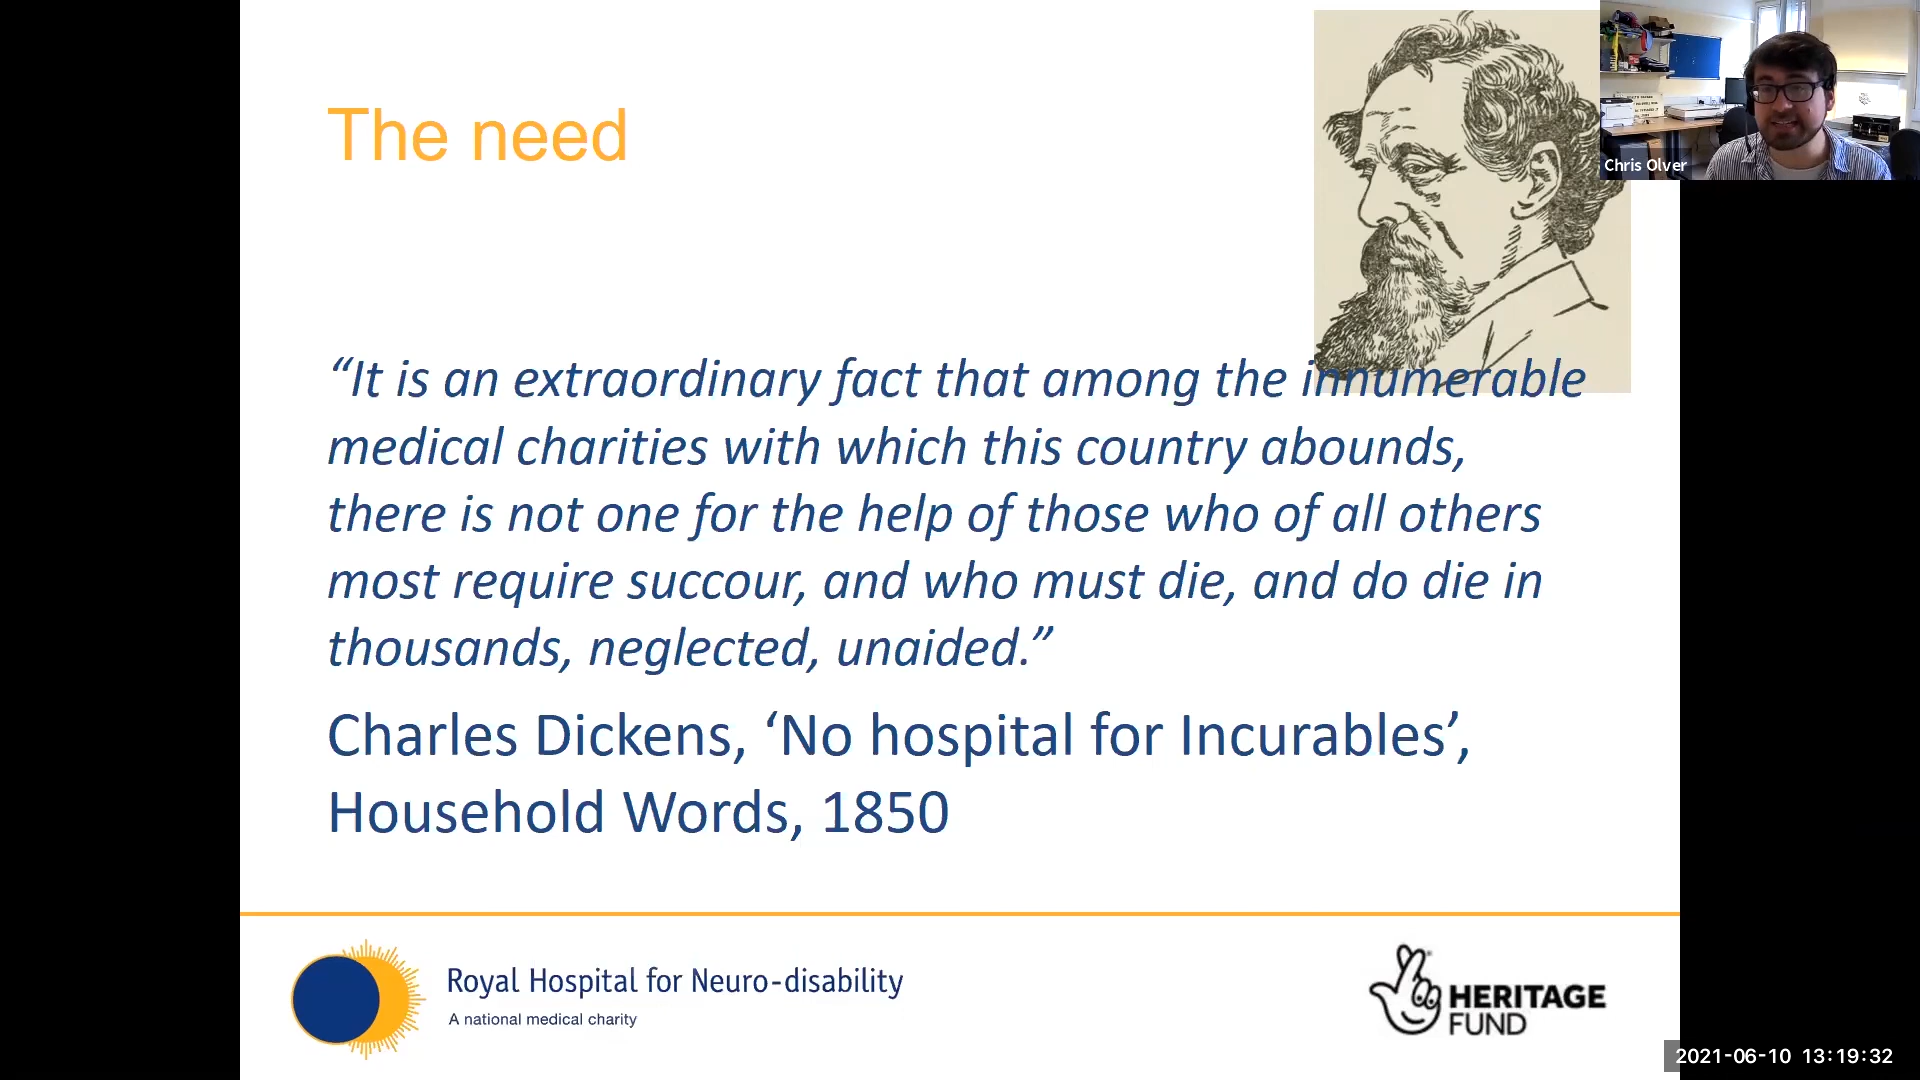 The need
Chris Olver
“It is an extraordinary fact that among the innumerable
medical charities with which this country abounds,
there is not one for the help of those who of all others
most require succour, and who must die, and do die in
thousands, neglected, unaided.”
Charles Dickens, ‘No hospital for Incurables’,
Household Words, 1850
Royal Hospital for Neuro-disability
A national medical charity
HERITAGE
FUND
2021-06-10 13:19:32